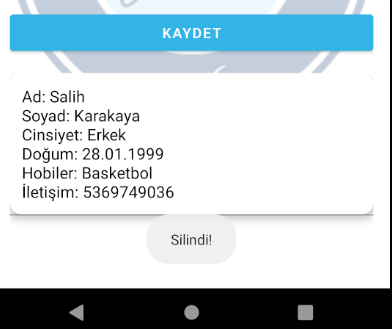 KAYDET
Ad: Salih
Soyad: Karakaya
Cinsiyet: Erkek
Doğum: 28.01.1999
Hobiler: Basketbol
İletişim: 5369749036
Silindi!